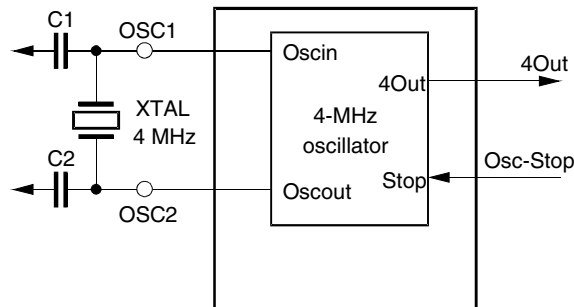 C1
OSC1
Oscin
4Out
4Out
XTAL
4 MHz
4-MHz
oscillator
C2
Osc-Stop
Stop
Oscout
OSC2